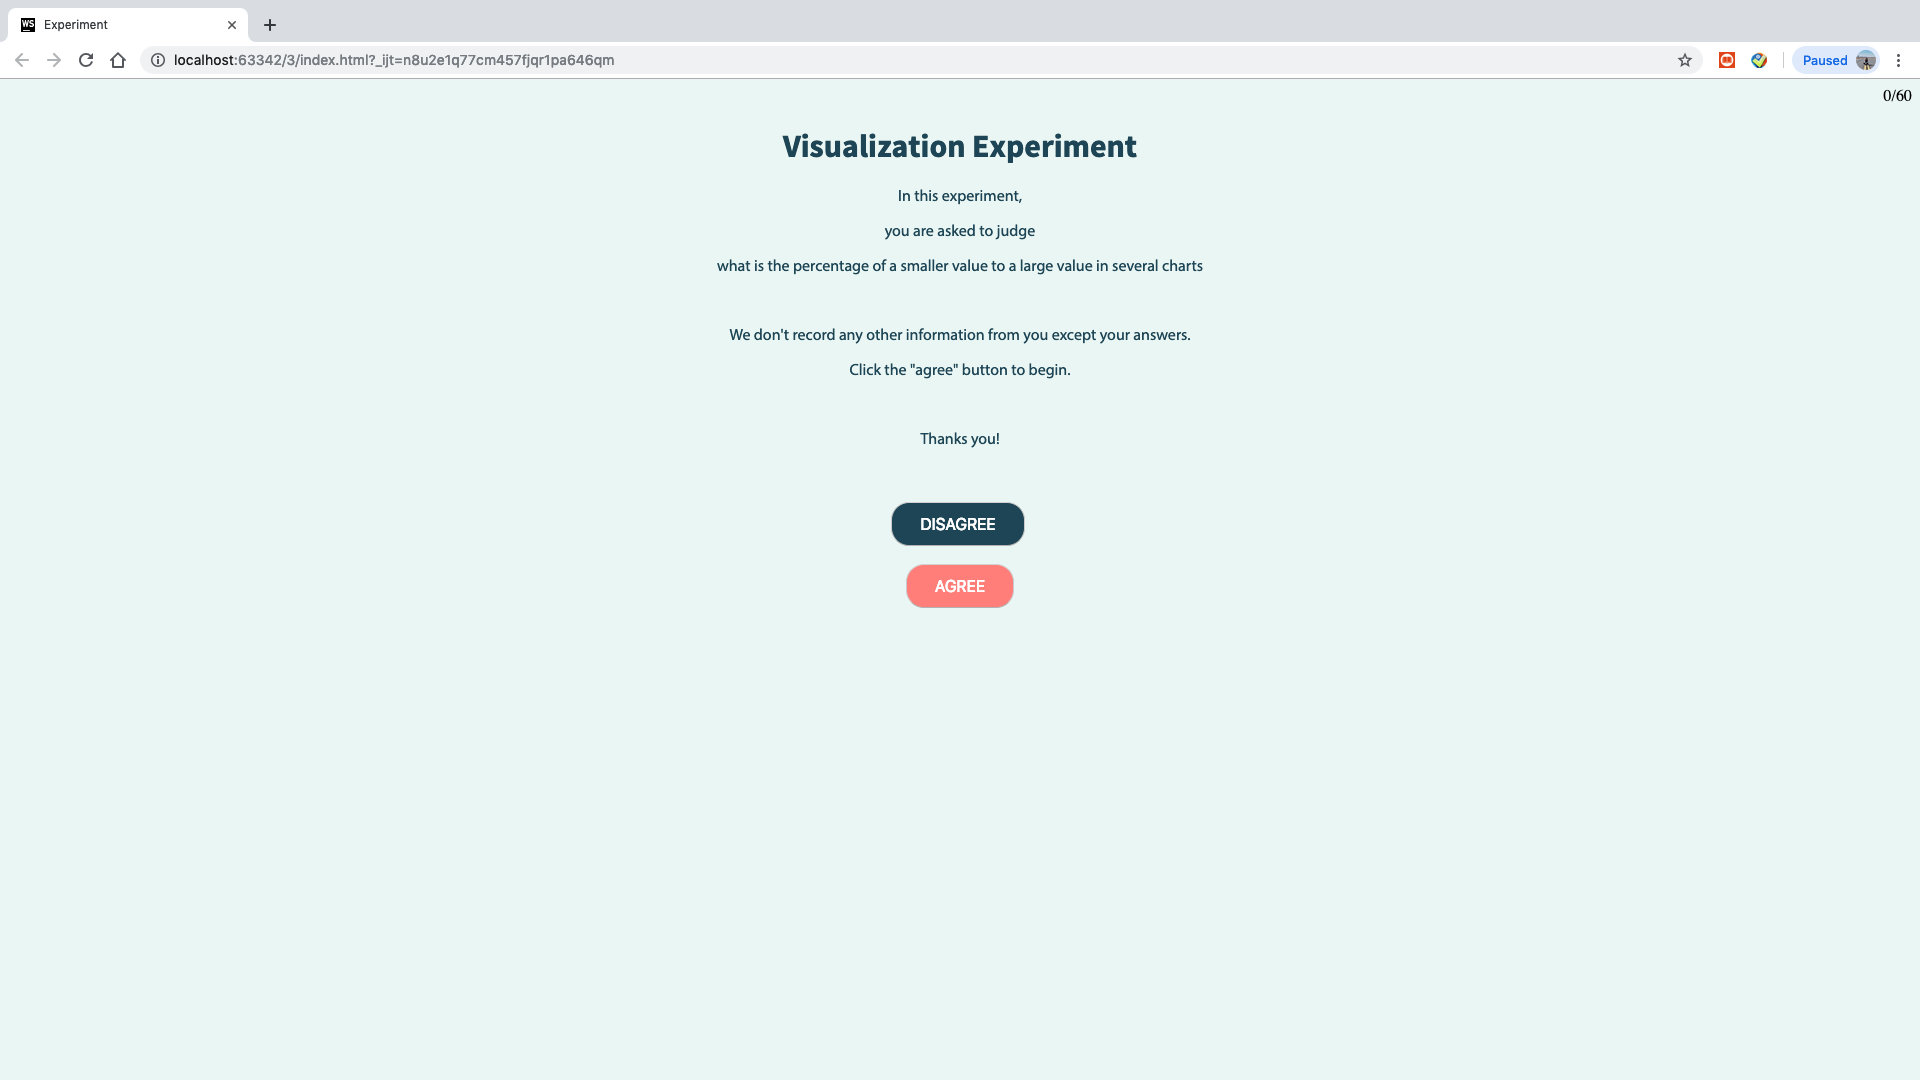 WS Experiment
localhost:63342/3/index.html?_ijt=n8u2e1q77cm457fjqr1pa646qm
Paused
0/60
Visualization Experiment
In this experiment,
you are asked to judge
what is the percentage of a smaller value to a large value in several charts
We don't record any other information from you except your answers.
Click the "agree" button to begin.
Thanks you!
DISAGREE
AGREE